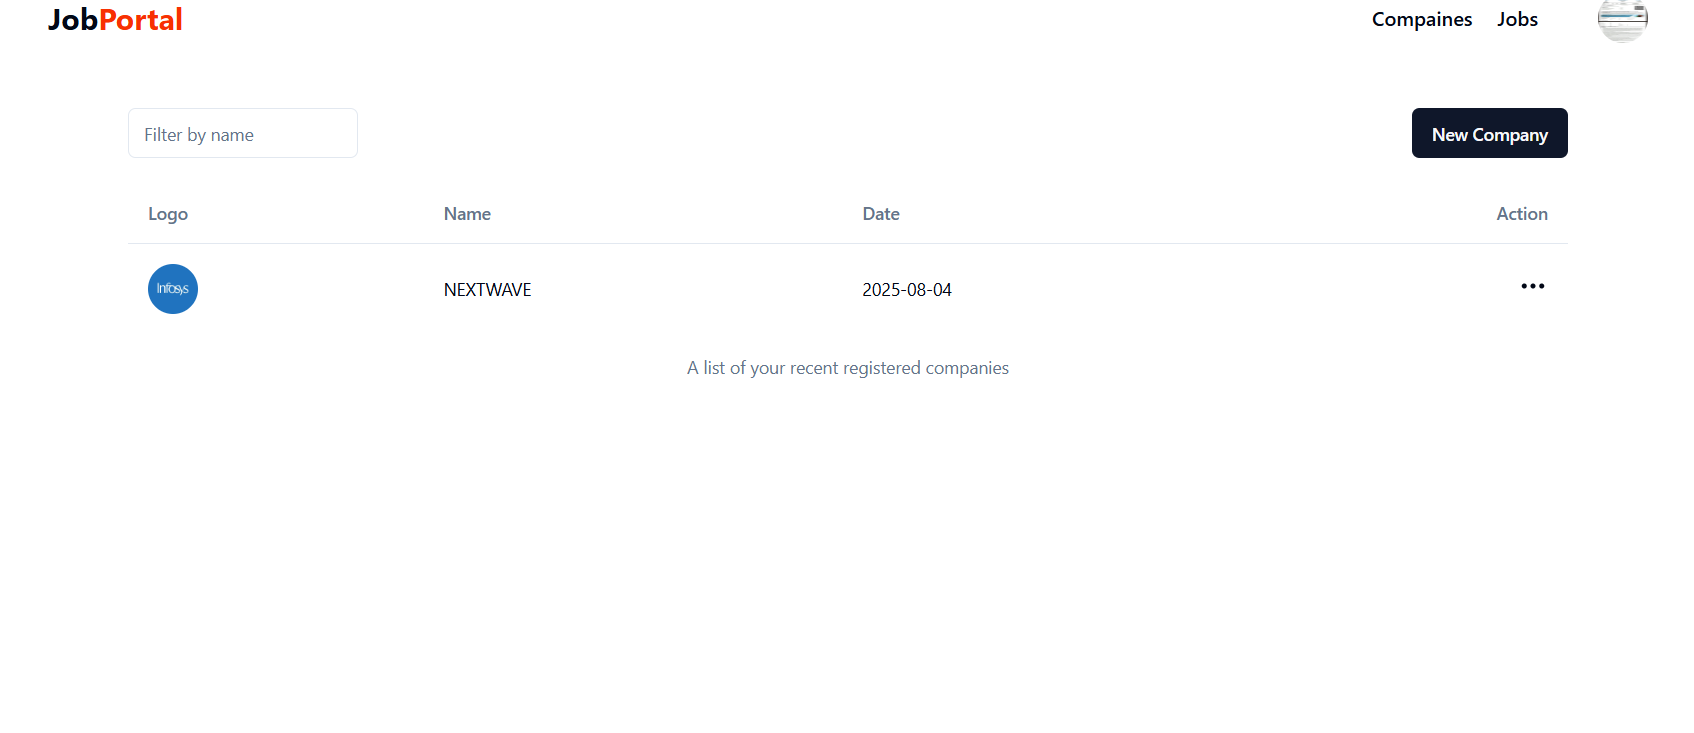 JobPortal Compaines Jobs
Filter by name New Company
Logo Name Date Action
Infosys NEXTWAVE 2025-08-04
A list of your recent registered companies